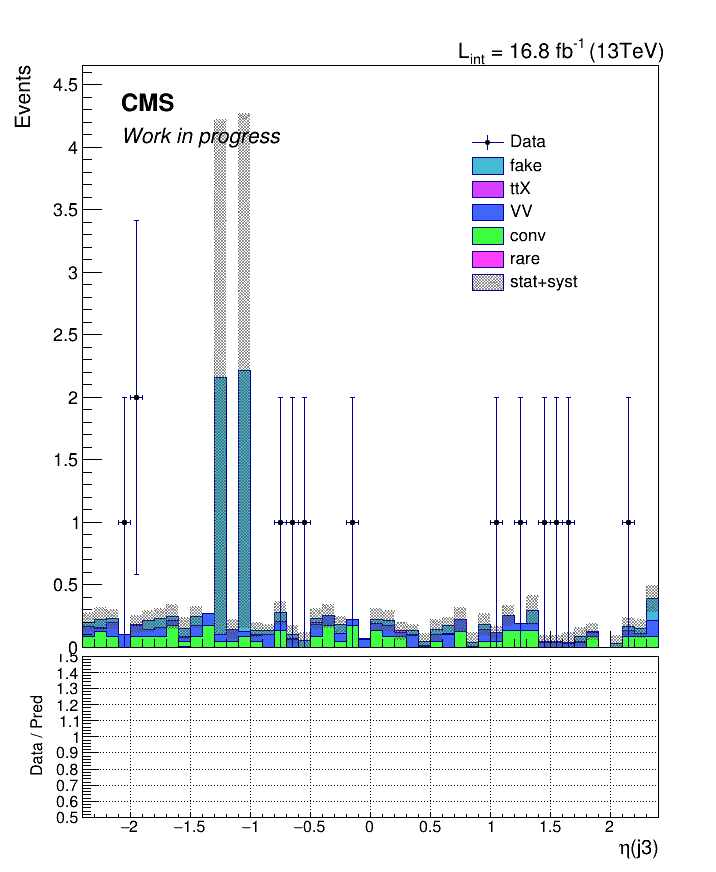 L_int = 16.8 fb^-1 (13TeV)
Events
CMS
Work in progress
Data
fake
ttX
VV
conv
rare
stat+syst
4.5
4
3.5
3
2.5
2
1.5
1
0.5
0
Data / Pred
1.5
1.4
1.3
1.2
1.1
1
0.9
0.8
0.7
0.6
0.5
−2 −1.5 −1 −0.5 0 0.5 1 1.5 2
η(j3)